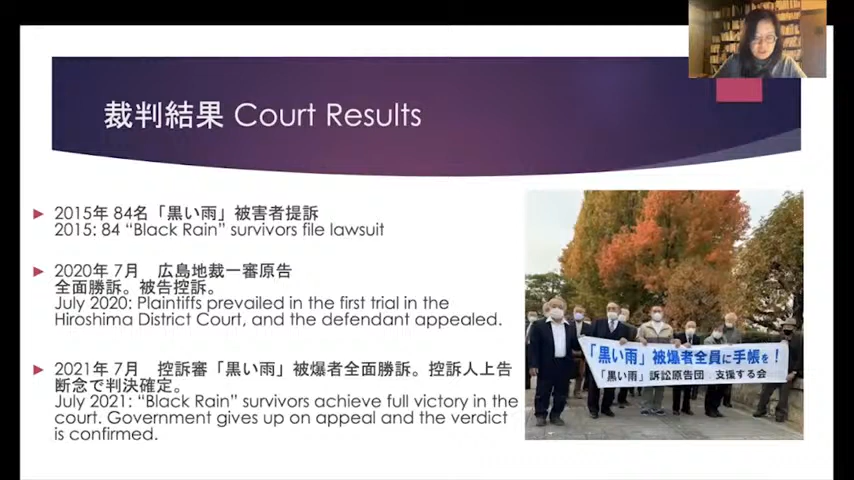 裁判結果 Court Results
2015年 84名「黒い雨」被害者提訴
2015: 84 “Black Rain” survivors file lawsuit
2020年 7月 広島地裁一審原告
全面勝訴。被告控訴。
July 2020: Plaintiffs prevailed in the first trial in the
Hiroshima District Court, and the defendant appealed.
2021年 7月 控訴審「黒い雨」被爆者全面勝訴。控訴人上告
断念で判決確定。
July 2021: “Black Rain” survivors achieve full victory in the
court. Government gives up on appeal and the verdict
is confirmed.
「黒い雨」被爆者全員に手帳を!
「黒い雨」訴訟原告団 支援する会